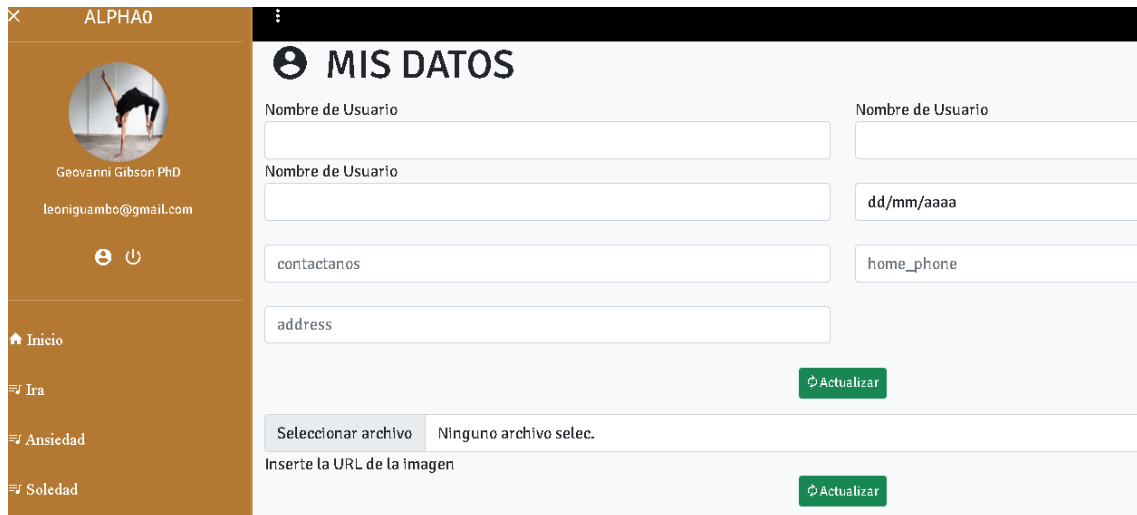 ALPHA0
Geovanni Gibson PhD
leoniguambo@gmail.com
Inicio
Ira
Ansiedad
Soledad
MIS DATOS
Nombre de Usuario
Nombre de Usuario
Nombre de Usuario
dd/mm/aaaa
contactanos
home_phone
address
Actualizar
Seleccionar archivo Ninguno archivo selec.
Inserte la URL de la imagen
Actualizar